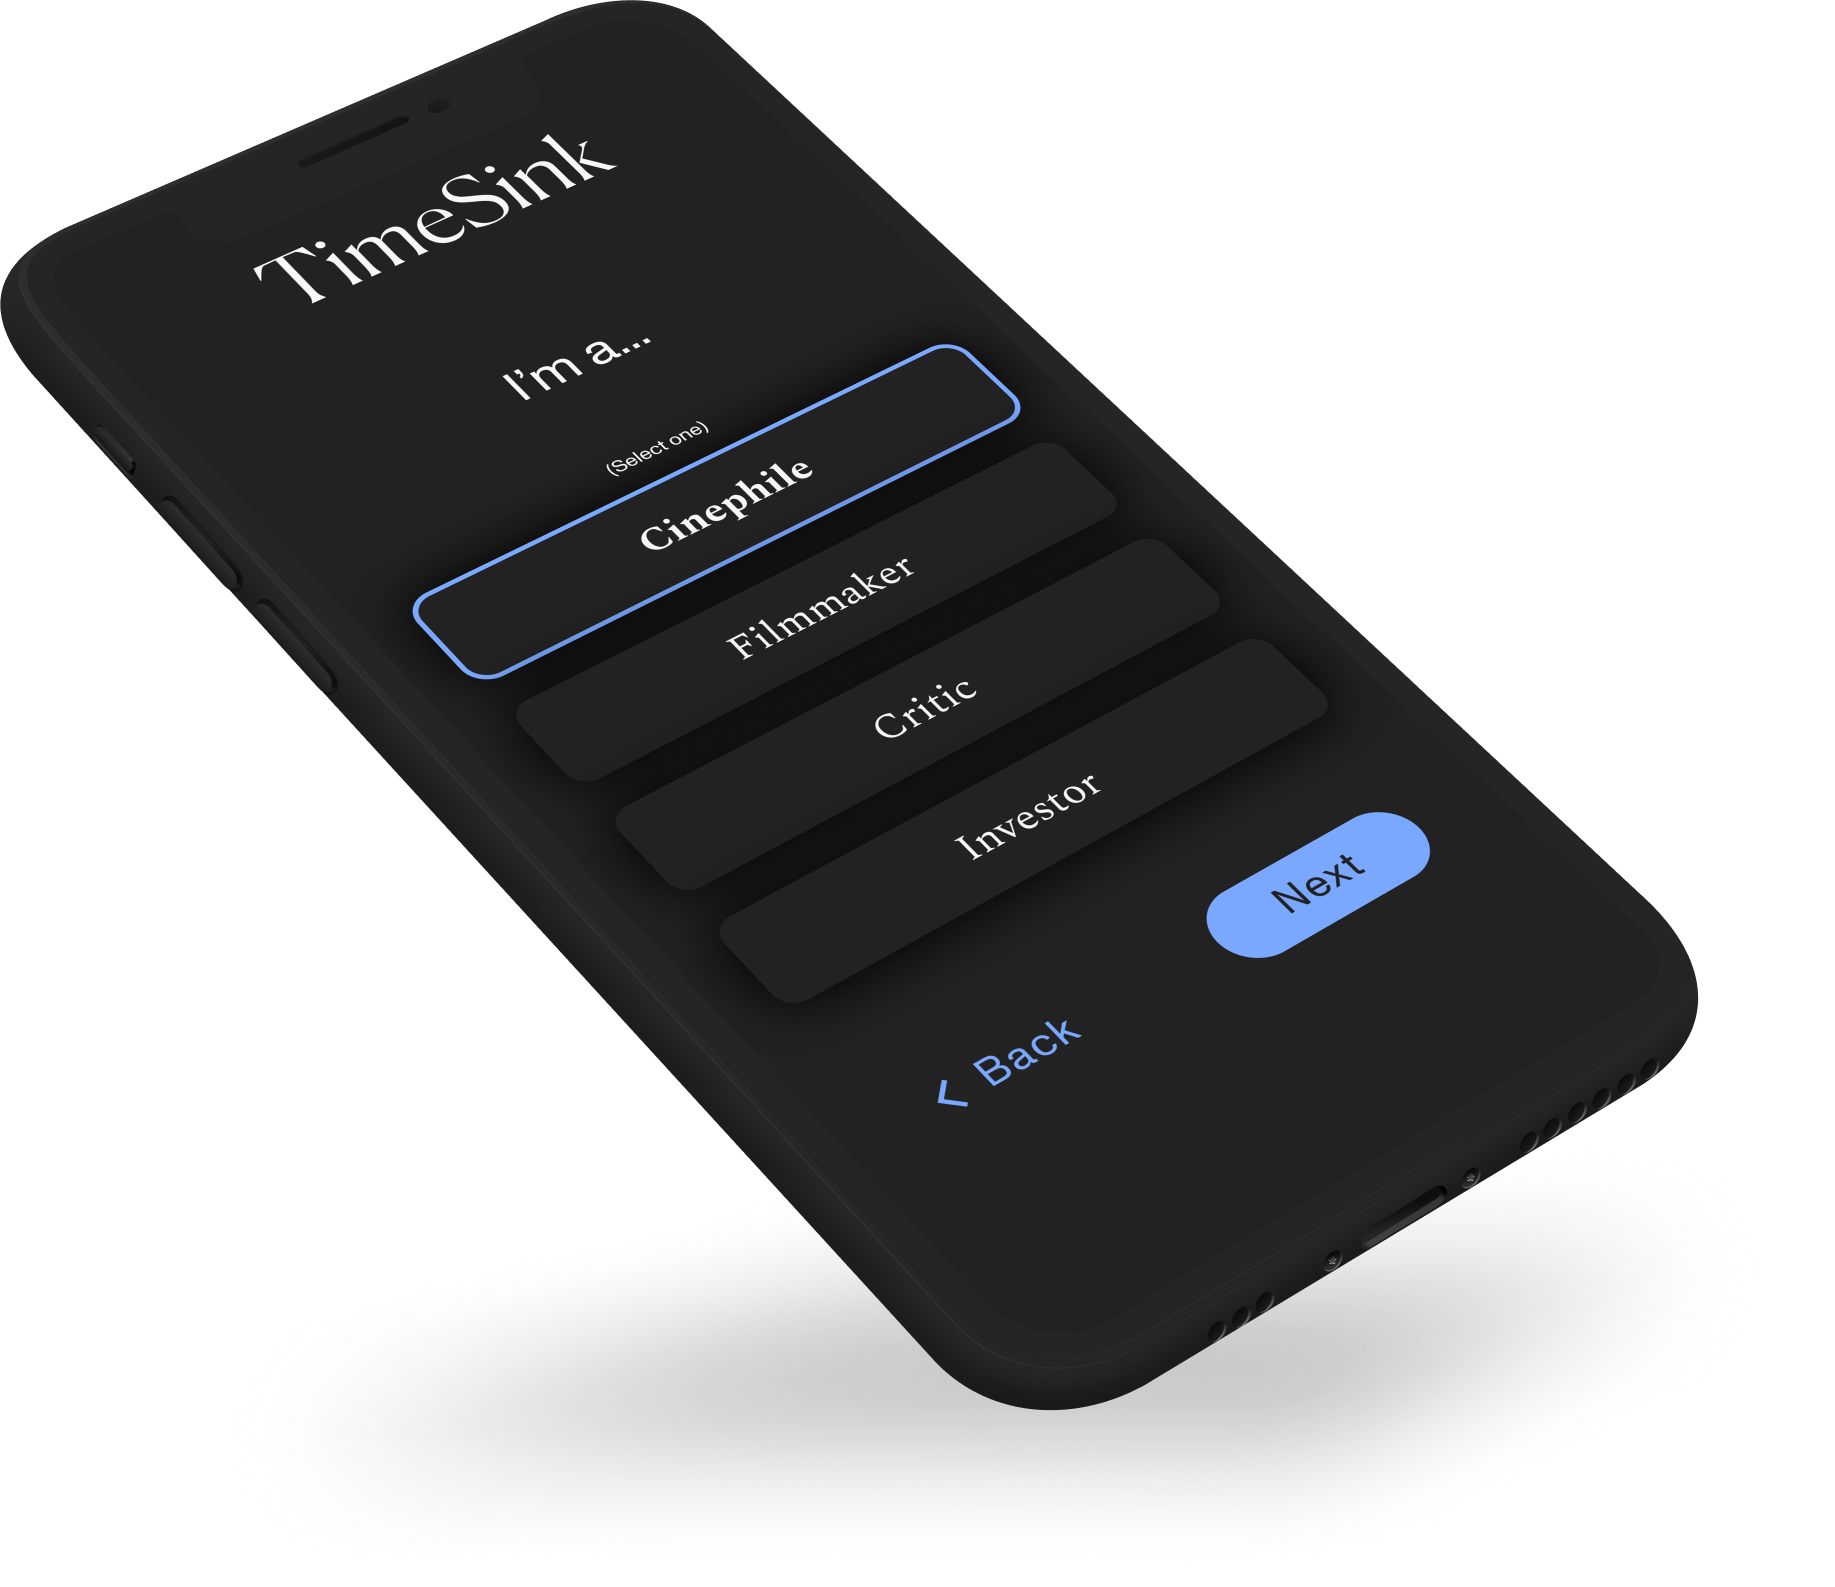 TimeSink
I’m a...
(Select one)
Cinephile
Filmmaker
Critic
Investor
Next
Back